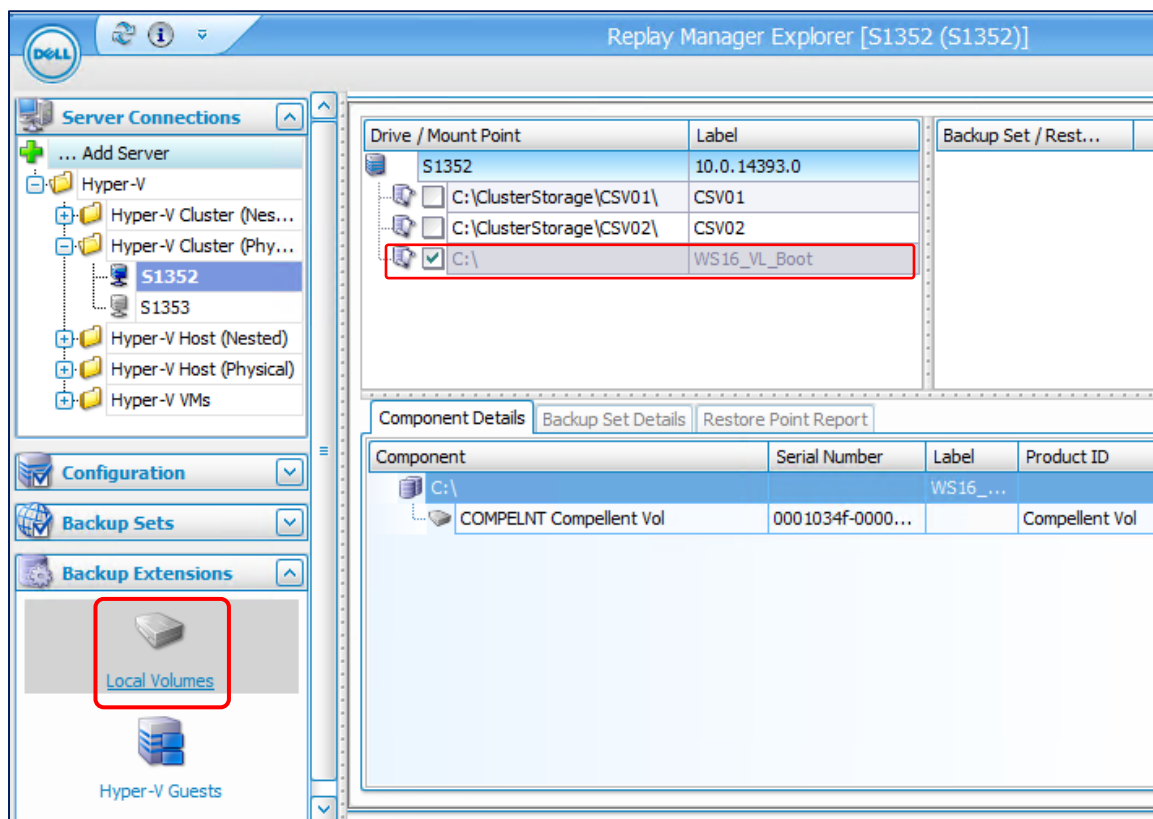 DELL
Replay Manager Explorer [S1352 (S1352)]
Server Connections
... Add Server
Hyper-V
Hyper-V Cluster (Nes...
Hyper-V Cluster (Phy...
S1352
S1353
Hyper-V Host (Nested)
Hyper-V Host (Physical)
Hyper-V VMs
Configuration
Backup Sets
Backup Extensions
Local Volumes
Hyper-V Guests
Drive / Mount Point Label
S1352 10.0.14393.0
C:\ClusterStorage\CSV01\ CSV01
C:\ClusterStorage\CSV02\ CSV02
C:\ WS16_VL_Boot
Backup Set / Rest...
Component Details Backup Set Details Restore Point Report
Component Serial Number Label Product ID
C:\ WS16_...
COMPELNT Compellent Vol 0001034f-0000... Compellent Vol